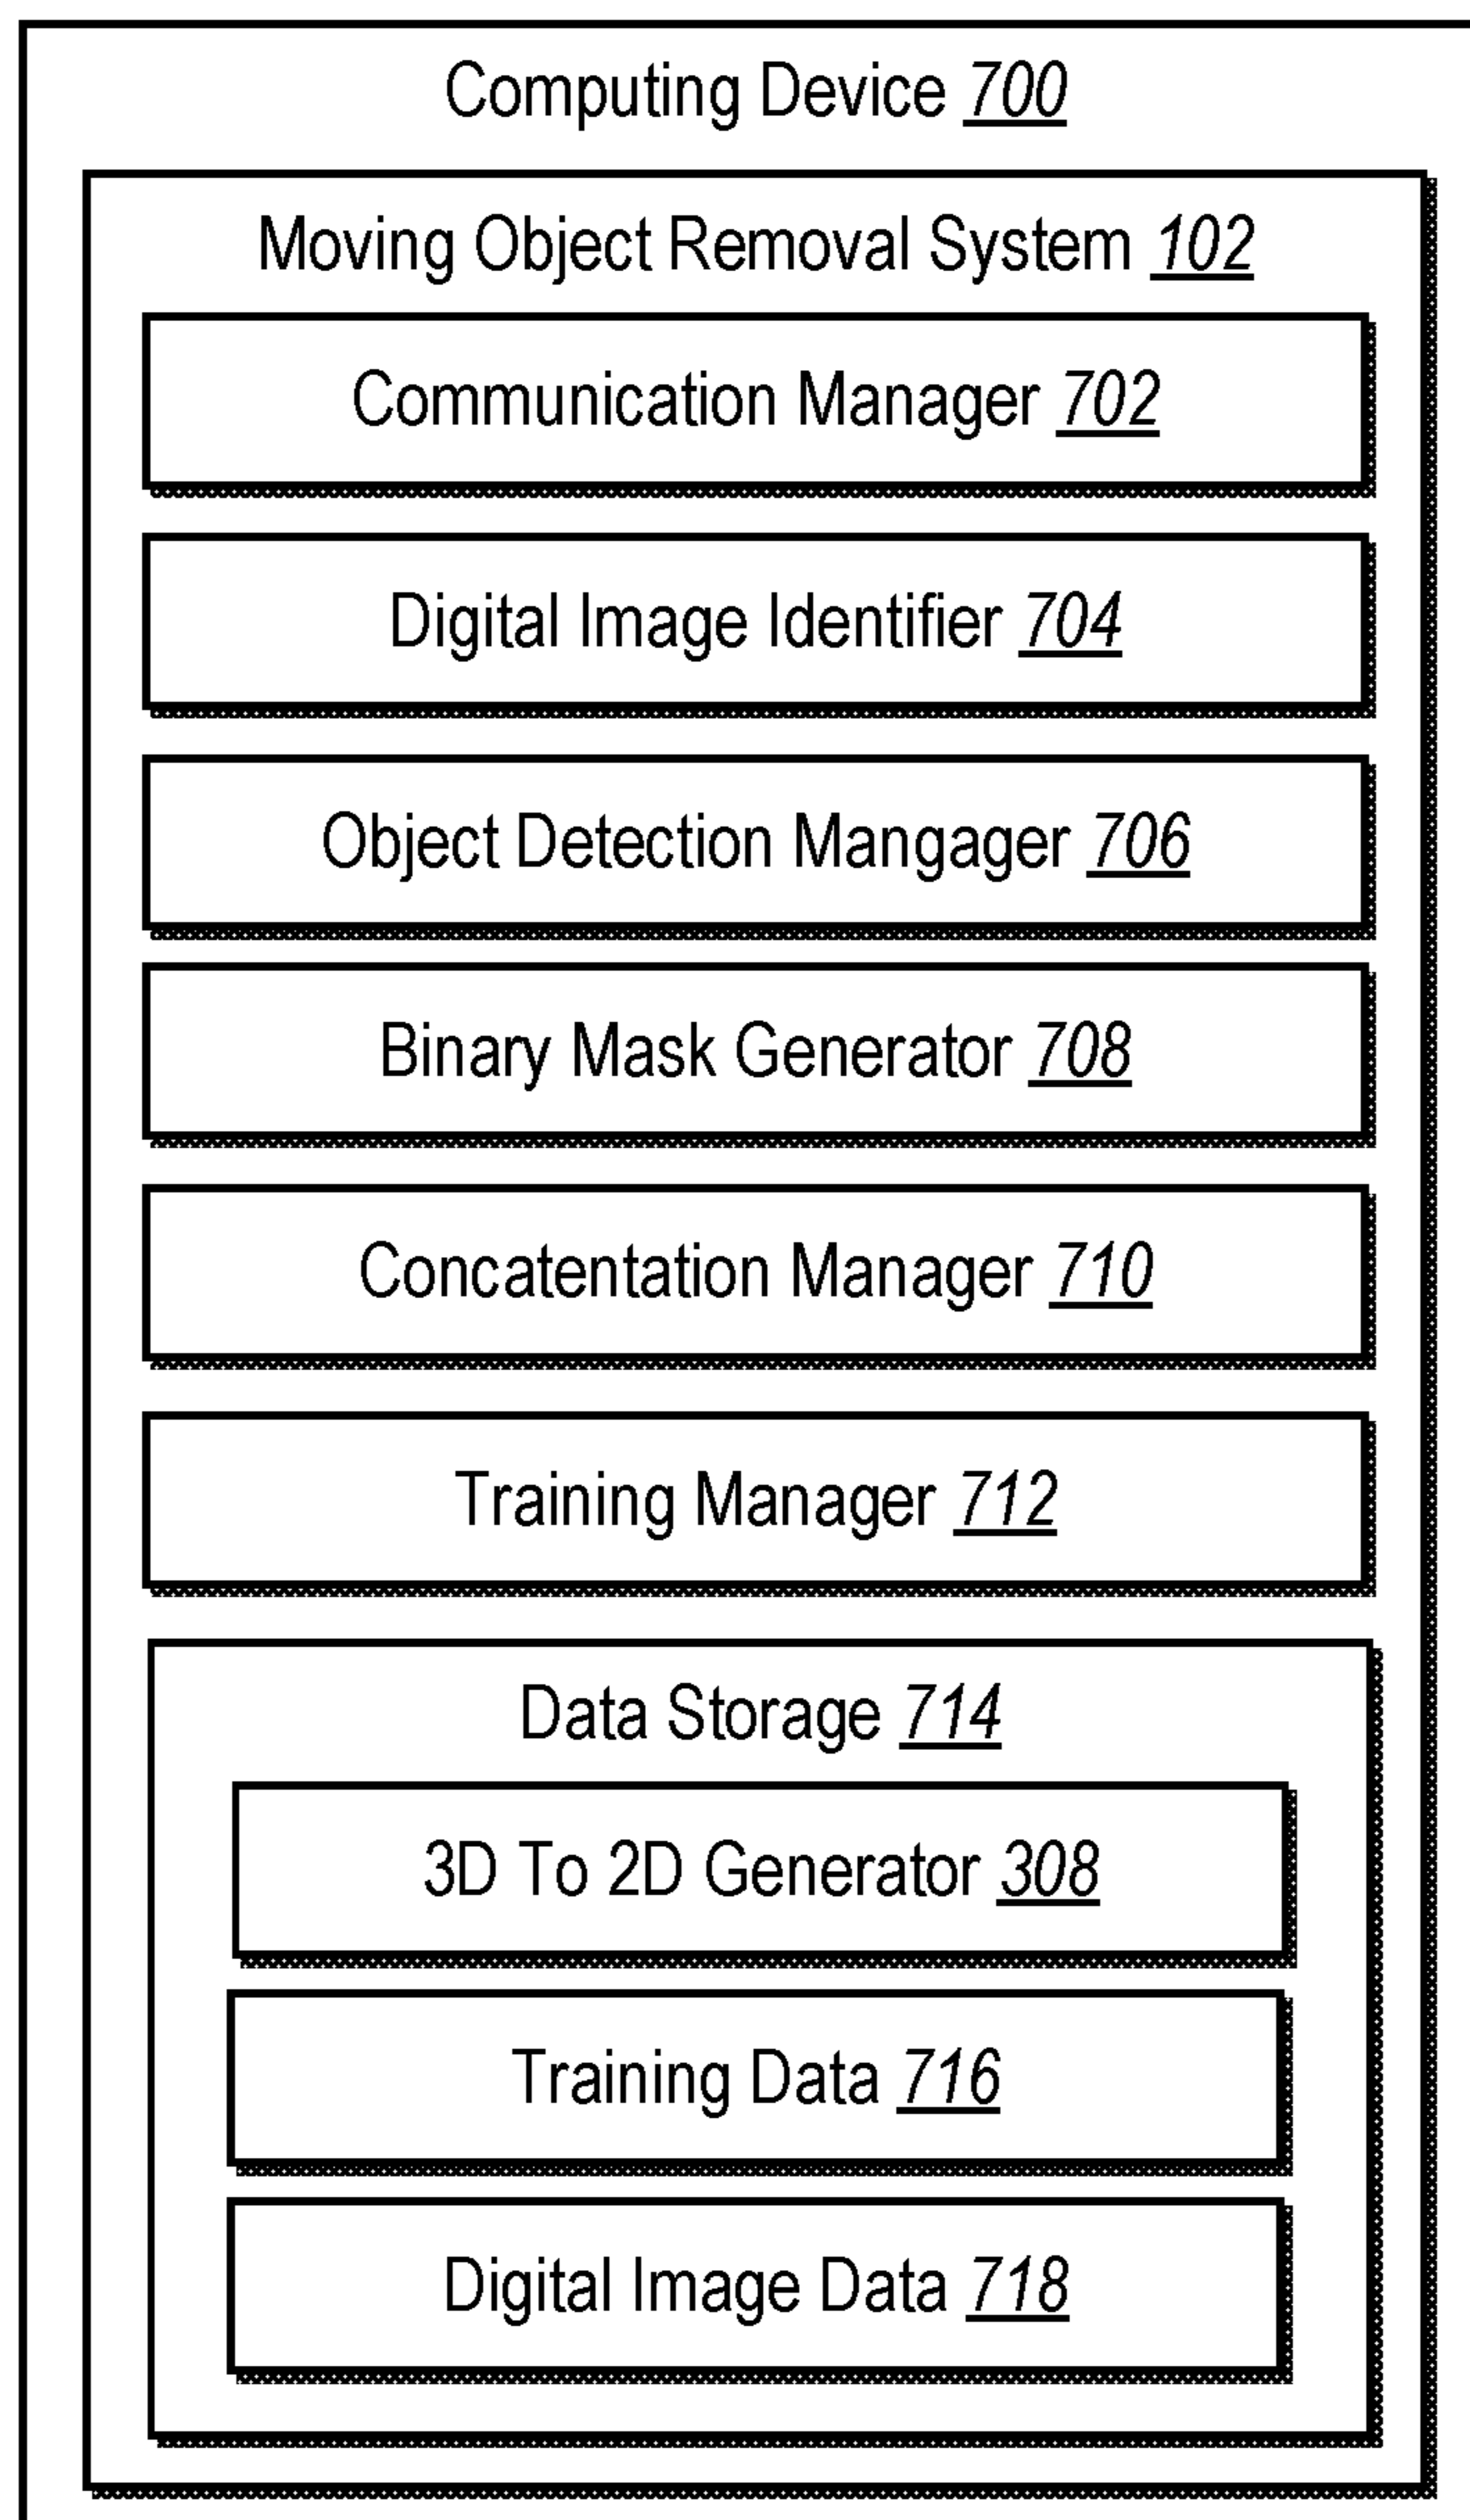 Computing Device 700
Moving Object Removal System 102
Communication Manager 702
Digital Image Identifier 704
Object Detection Mangager 706
Binary Mask Generator 708
Concatentation Manager 710
Training Manager 712
Data Storage 714
3D To 2D Generator 308
Training Data 716
Digital Image Data 718